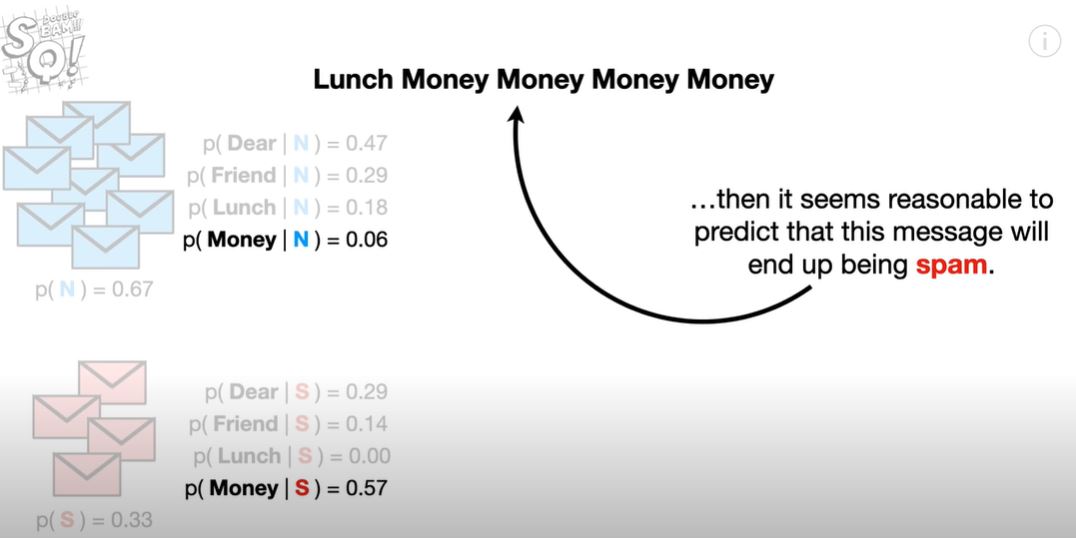 DOUBLE
BAM!!!
SQ!
i
Lunch Money Money Money Money
p( Dear | N ) = 0.47
p( Friend | N ) = 0.29
p( Lunch | N ) = 0.18
p( Money | N ) = 0.06
p( N ) = 0.67
…then it seems reasonable to
predict that this message will
end up being spam.
p( Dear | S ) = 0.29
p( Friend | S ) = 0.14
p( Lunch | S ) = 0.00
p( Money | S ) = 0.57
p( S ) = 0.33